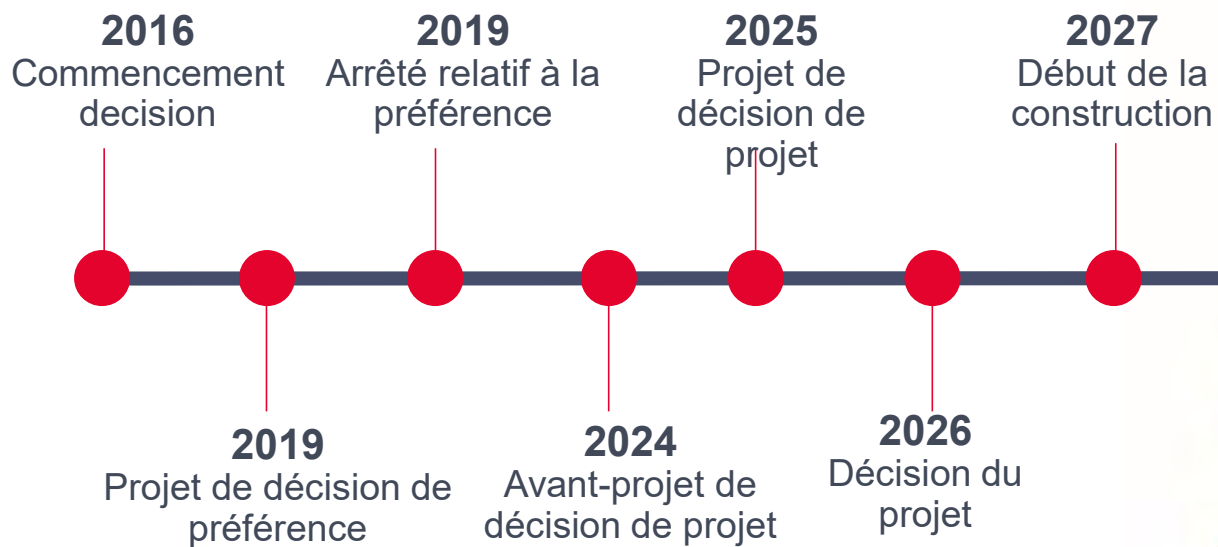 2016
Commencement
decision
2019
Arrêté relatif à la
préférence
2025
Projet de
décision de
projet
2027
Début de la
construction
2019
Projet de décision de
préférence
2024
Avant-projet de
décision de projet
2026
Décision du
projet